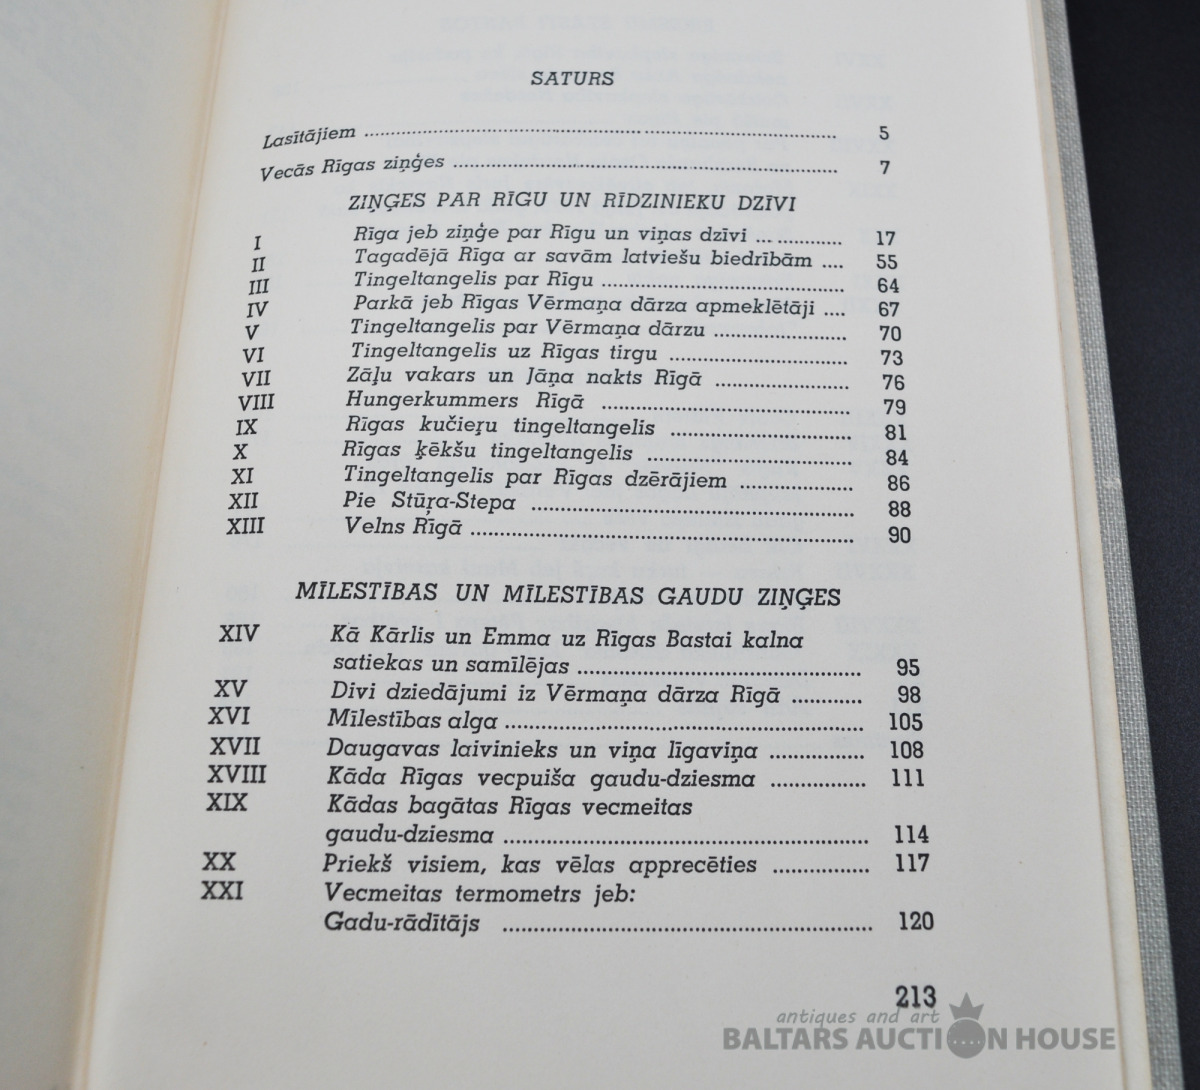 SATURS
Lasītājiem ........ 5
Vecās Rīgas ziņģes ........ 7
ZIŅĢES PAR RĪGU UN RĪDZINIEKU DZĪVI
I Rīga jeb ziņģe par Rīgu un viņas dzīvi ... ........ 17
II Tagadējā Rīga ar savām latviešu biedrībām .... 55
III Tingeltangelis par Rīgu ........ 64
IV Parkā jeb Rīgas Vērmaņa dārza apmeklētāji .... 67
V Tingeltangelis par Vērmaņa dārzu ........ 70
VI Tingeltangelis uz Rīgas tirgu ........ 73
VII Zāļu vakars un Jāņa nakts Rīgā ........ 76
VIII Hungerkummers Rīgā ........ 79
IX Rīgas kučieŗu tingeltangelis ........ 81
X Rīgas ķēkšu tingeltangelis ........ 84
XI Tingeltangelis par Rīgas dzērājiem ........ 86
XII Pie Stūŗa-Stepa ........ 88
XIII Velns Rīgā ........ 90
MĪLESTĪBAS UN MĪLESTĪBAS GAUDU ZIŅĢES
XIV Kā Kārlis un Emma uz Rīgas Bastai kalna
satiekas un samīlējas ........ 95
XV Divi dziedājumi iz Vērmaņa dārza Rīgā ........ 98
XVI Mīlestības alga ........ 105
XVII Daugavas laivinieks un viņa līgaviņa ........ 108
XVIII Kāda Rīgas vecpuiša gaudu-dziesma ........ 111
XIX Kādas bagātas Rīgas vecmeitas
gaudu-dziesma ........ 114
XX Priekš visiem, kas vēlas apprecēties ........ 117
XXI Vecmeitas termometrs jeb:
Gadu-rādītājs ........ 120
213
antiques and art
BALTARS AUCTION HOUSE